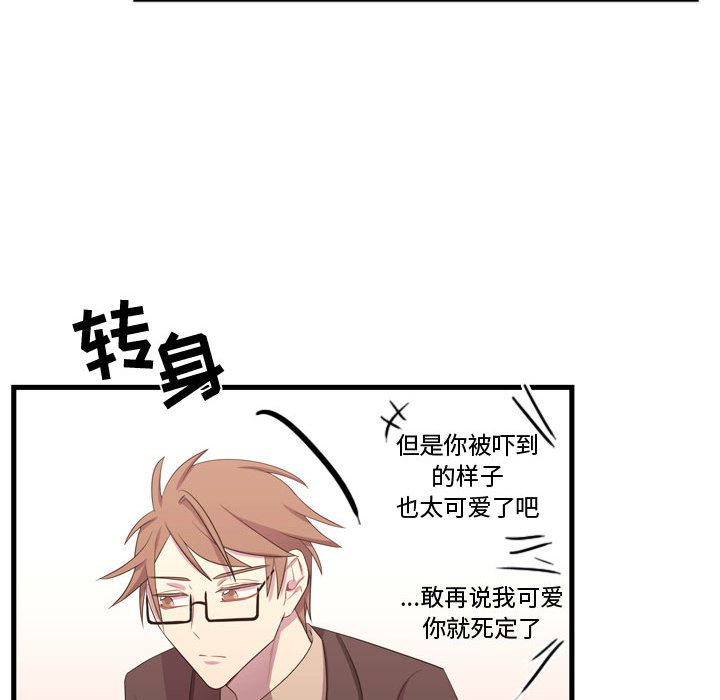 转身
但是你被吓到
的样子
也太可爱了吧
...敢再说我可爱
你就死定了